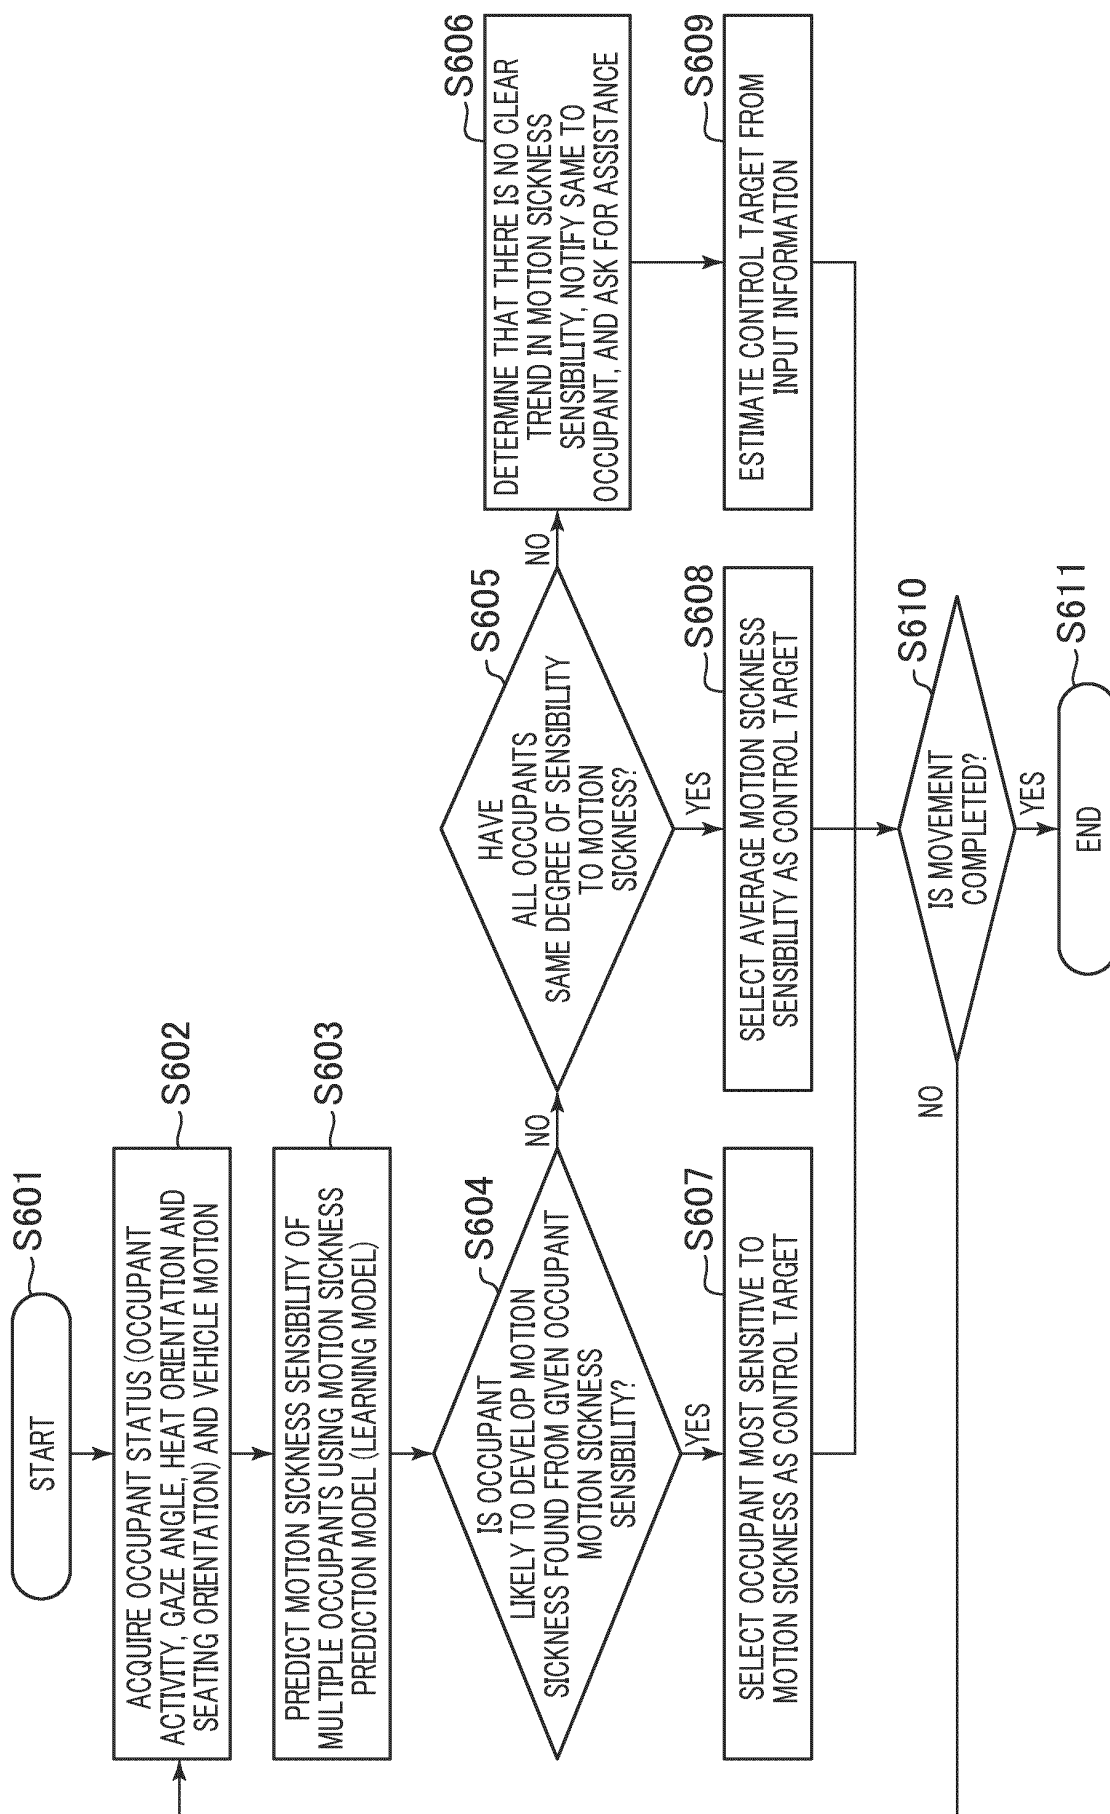 START
S601
ACQUIRE OCCUPANT STATUS (OCCUPANT
ACTIVITY, GAZE ANGLE, HEAT ORIENTATION AND
SEATING ORIENTATION) AND VEHICLE MOTION
S602
PREDICT MOTION SICKNESS SENSIBILITY OF
MULTIPLE OCCUPANTS USING MOTION SICKNESS
PREDICTION MODEL (LEARNING MODEL)
S603
IS OCCUPANT
LIKELY TO DEVELOP MOTION
SICKNESS FOUND FROM GIVEN OCCUPANT
MOTION SICKNESS
SENSIBILITY?
S604
NO
YES
HAVE
ALL OCCUPANTS
SAME DEGREE OF SENSIBILITY
TO MOTION
SICKNESS?
S605
NO
YES
DETERMINE THAT THERE IS NO CLEAR
TREND IN MOTION SICKNESS
SENSIBILITY, NOTIFY SAME TO
OCCUPANT, AND ASK FOR ASSISTANCE
S606
SELECT OCCUPANT MOST SENSITIVE TO
MOTION SICKNESS AS CONTROL TARGET
S607
SELECT AVERAGE MOTION SICKNESS
SENSIBILITY AS CONTROL TARGET
S608
ESTIMATE CONTROL TARGET FROM
INPUT INFORMATION
S609
IS MOVEMENT
COMPLETED?
S610
NO
YES
END
S611